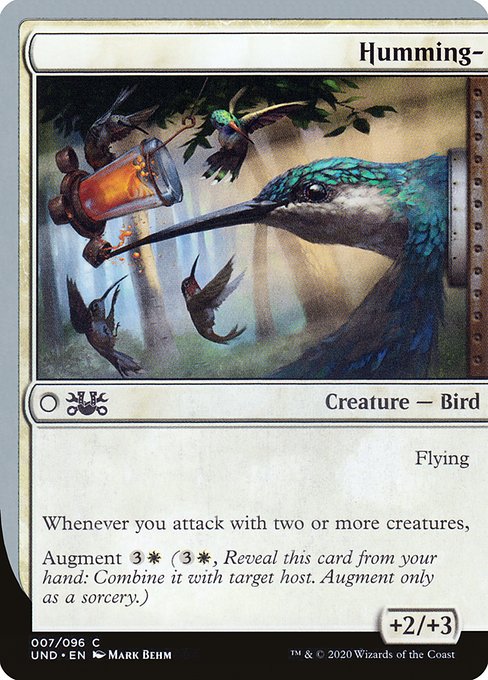 Humming-
Creature — Bird
Flying
Whenever you attack with two or more creatures,
Augment 3 (3, Reveal this card from your
hand: Combine it with target host. Augment only
as a sorcery.)
+2/+3
007/096 C
UND • EN Mark Behm
™ & © 2020 Wizards of the Coast